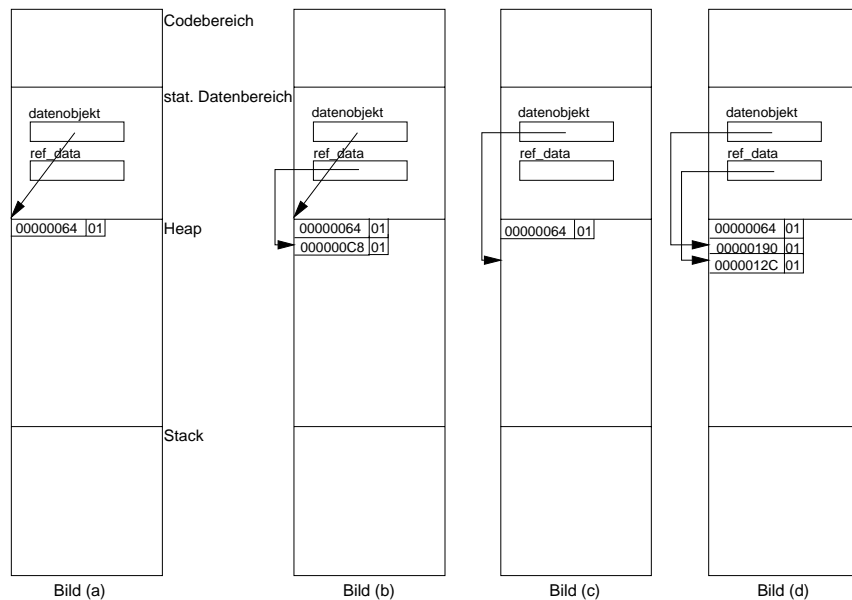 Codebereich
stat. Datenbereich
datenobjekt
ref_data
Heap
00000064 01
Stack
Bild (a)
datenobjekt
ref_data
00000064 01
000000C8 01
Bild (b)
datenobjekt
ref_data
00000064 01
Bild (c)
datenobjekt
ref_data
00000064 01
00000190 01
0000012C 01
Bild (d)